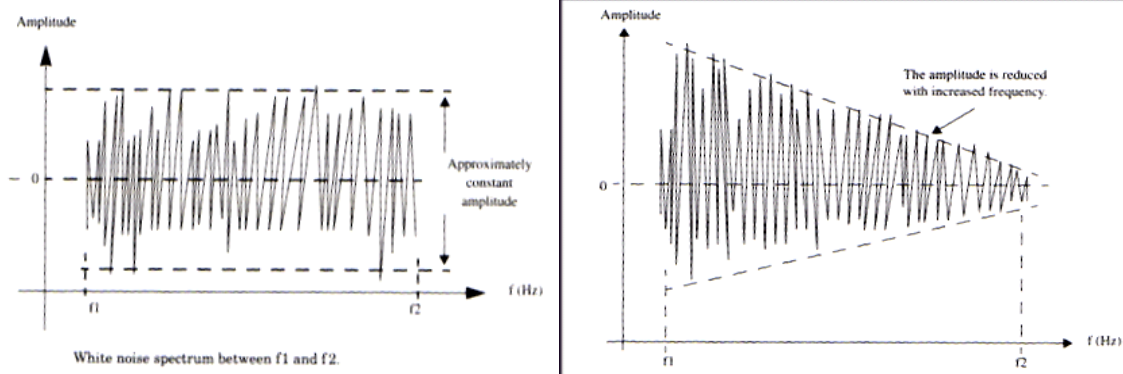 Amplitude
0
Approximately
constant
amplitude
f (Hz)
f1
f2
White noise spectrum between f1 and f2.
Amplitude
The amplitude is reduced
with increased frequency.
0
f (Hz)
f1
f2